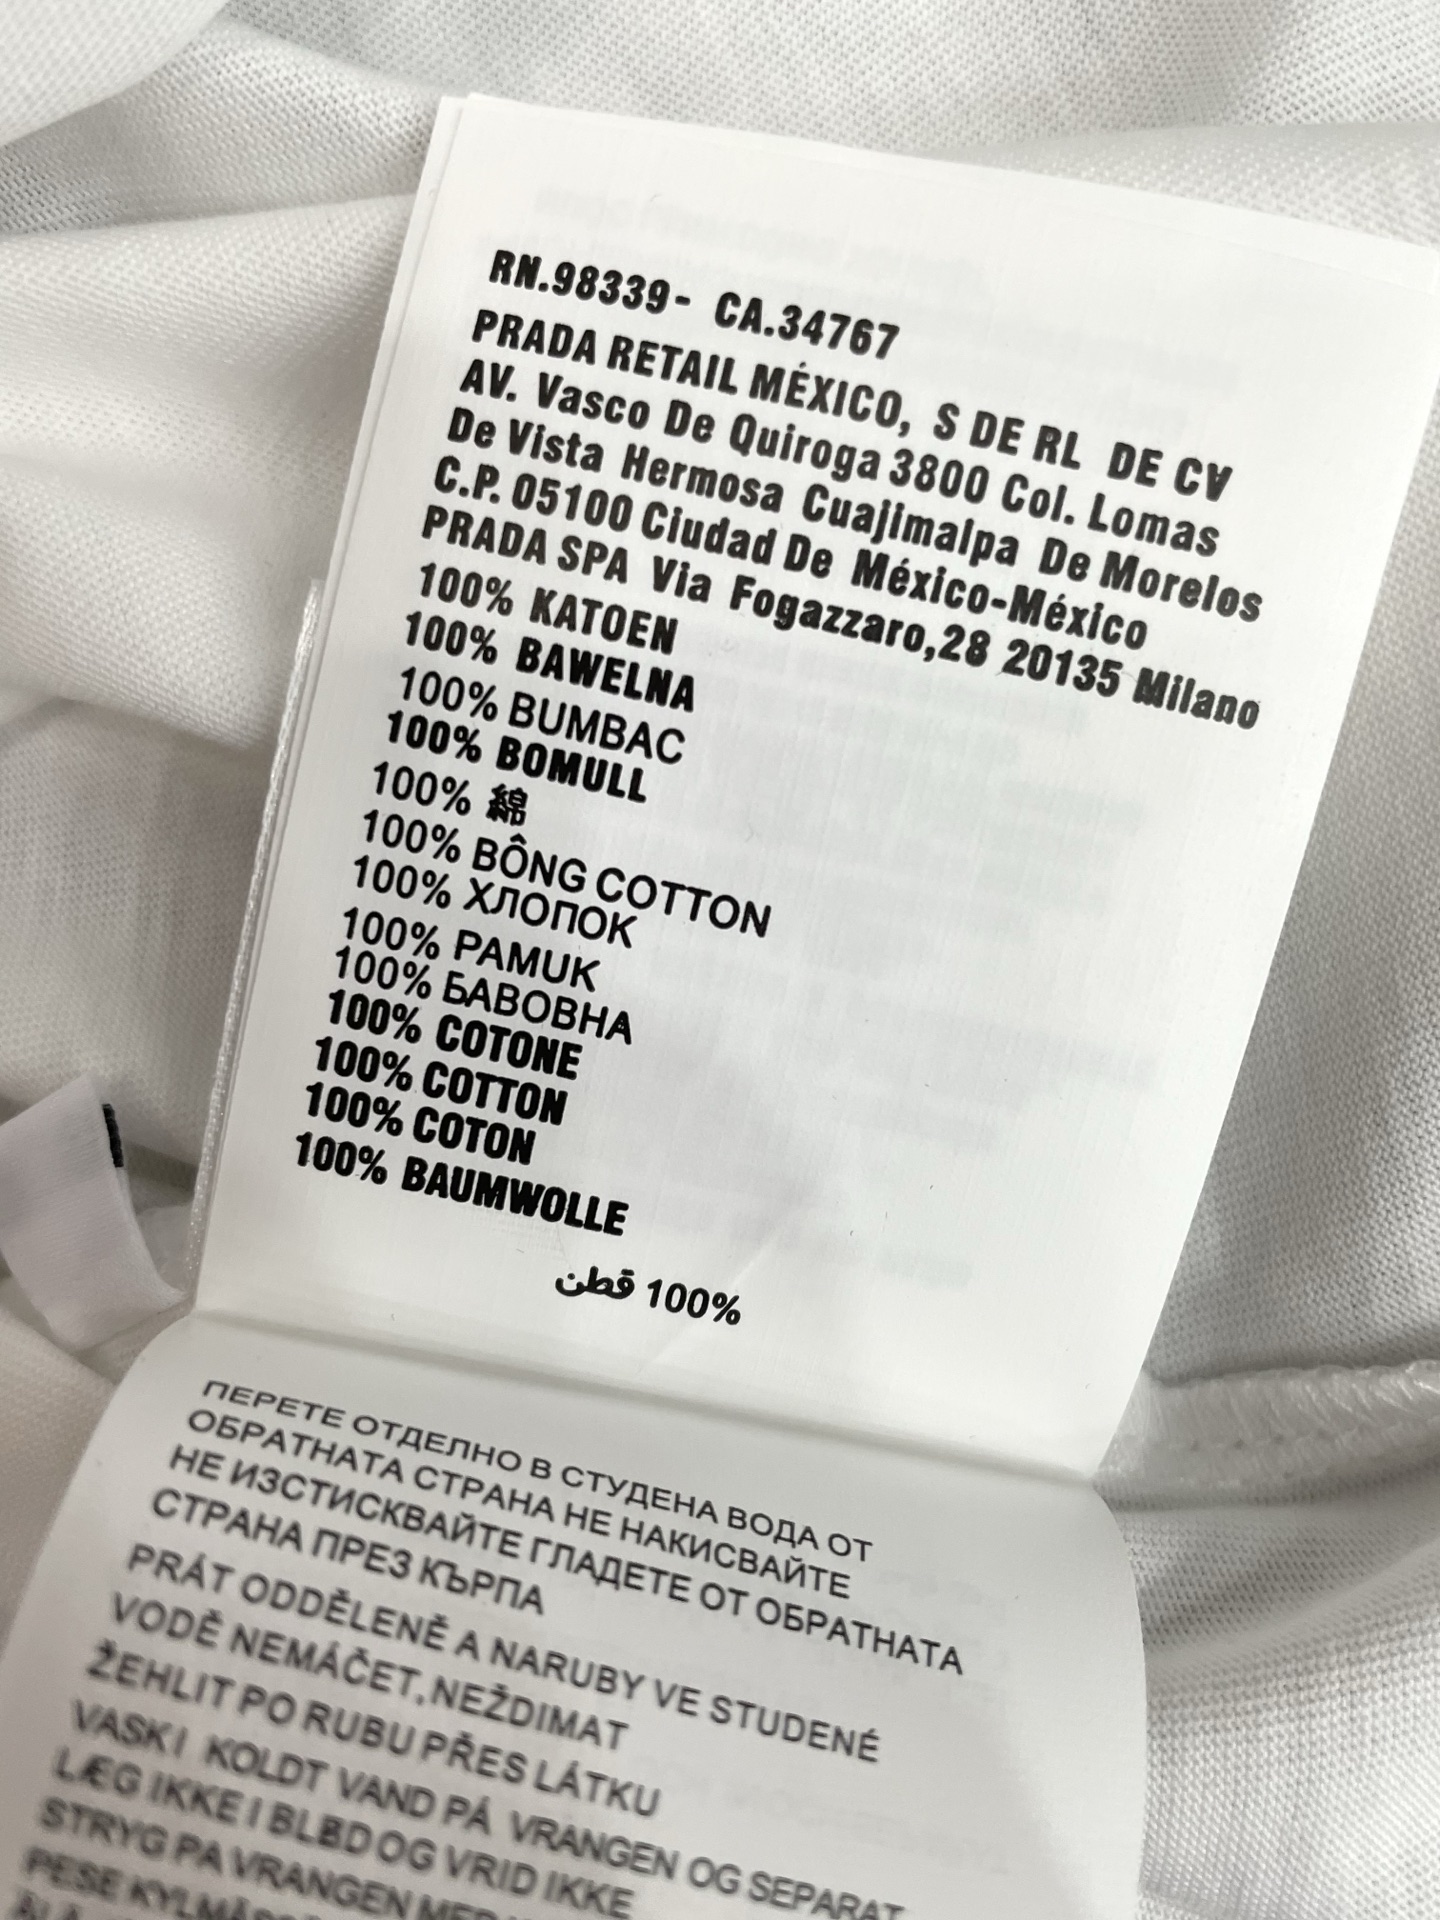 RN.98339- CA.34767
PRADA RETAIL MÉXICO, S DE RL DE CV
AV. Vasco De Quiroga 3800 Col. Lomas
De Vista Hermosa Cuajimalpa De Morelos
C.P. 05100 Ciudad De México-México
PRADA SPA Via Fogazzaro,28 20135 Milano
100% KATOEN
100% BAWELNA
100% BUMBAC
100% BOMULL
100% 綿
100% BÔNG COTTON
100% ХЛОПОК
100% PAMUK
100% БАВОВНА
100% COTONE
100% COTTON
100% COTON
100% BAUMWOLLE
100% قطن
ПЕРЕТЕ ОТДЕЛНО В СТУДЕНА ВОДА ОТ
ОБРАТНАТА СТРАНА НЕ НАКИСВАЙТЕ
НЕ ИЗСТИСКВАЙТЕ ГЛАДЕТЕ ОТ ОБРАТНАТА
СТРАНА ПРЕЗ КЪРПА
PRÁT ODDĚLENĚ A NARUBY VE STUDENÉ
VODĚ NEMÁČET,NEŽDIMAT
ŽEHLIT PO RUBU PŘES LÁTKU
VASK I KOLDT VAND PÅ VRANGEN OG SEPARAT
LÆG IKKE I BLØD OG VRID IKKE
STRYG PA VRANGEN
PESE